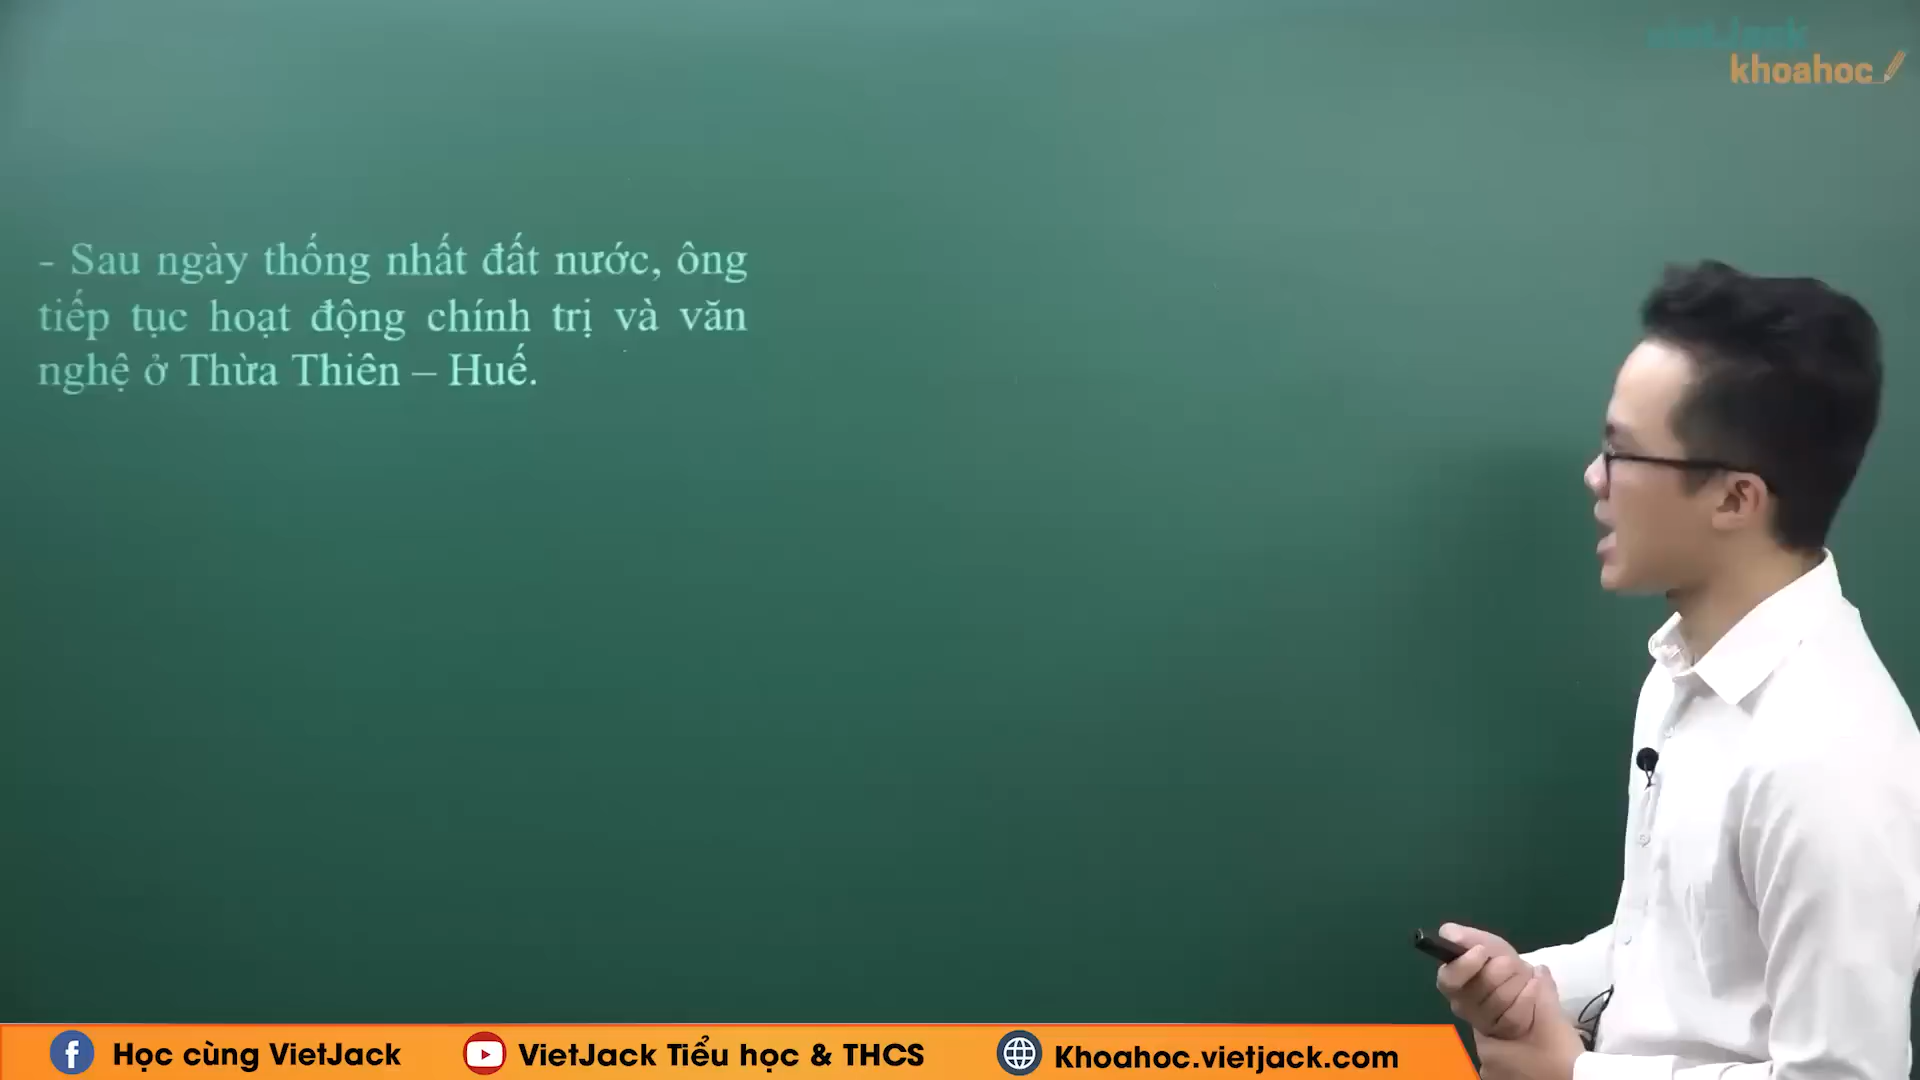 vietJack
khoahoc
- Sau ngày thống nhất đất nước, ông
tiếp tục hoạt động chính trị và văn
nghệ ở Thừa Thiên – Huế.
Học cùng VietJack
VietJack Tiểu học & THCS
Khoahoc.vietjack.com